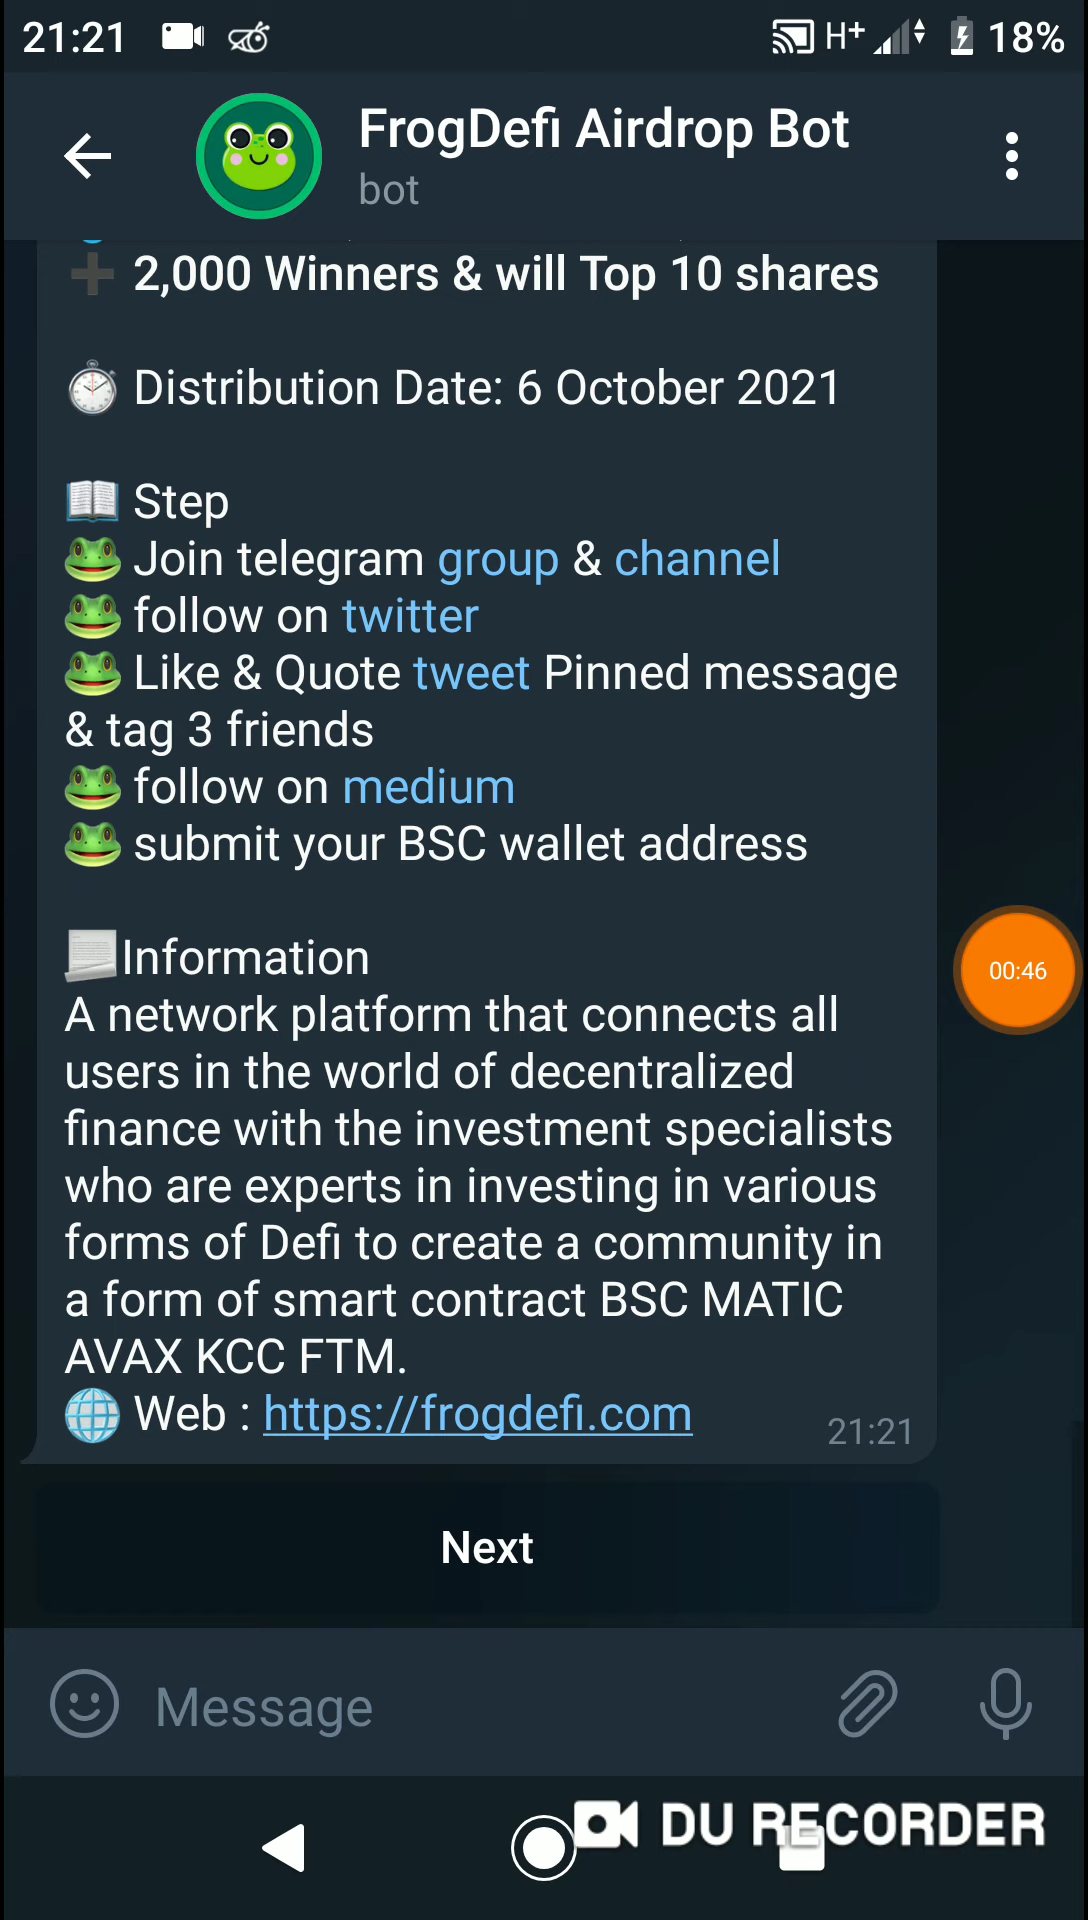 21:21
H+
18%
FrogDefi Airdrop Bot
bot
2,000 Winners & will Top 10 shares
Distribution Date: 6 October 2021
Step
Join telegram group & channel
follow on twitter
Like & Quote tweet Pinned message
& tag 3 friends
follow on medium
submit your BSC wallet address
Information
A network platform that connects all
users in the world of decentralized
finance with the investment specialists
who are experts in investing in various
forms of Defi to create a community in
a form of smart contract BSC MATIC
AVAX KCC FTM.
Web : https://frogdefi.com
21:21
00:46
Next
Message
DU RECORDER